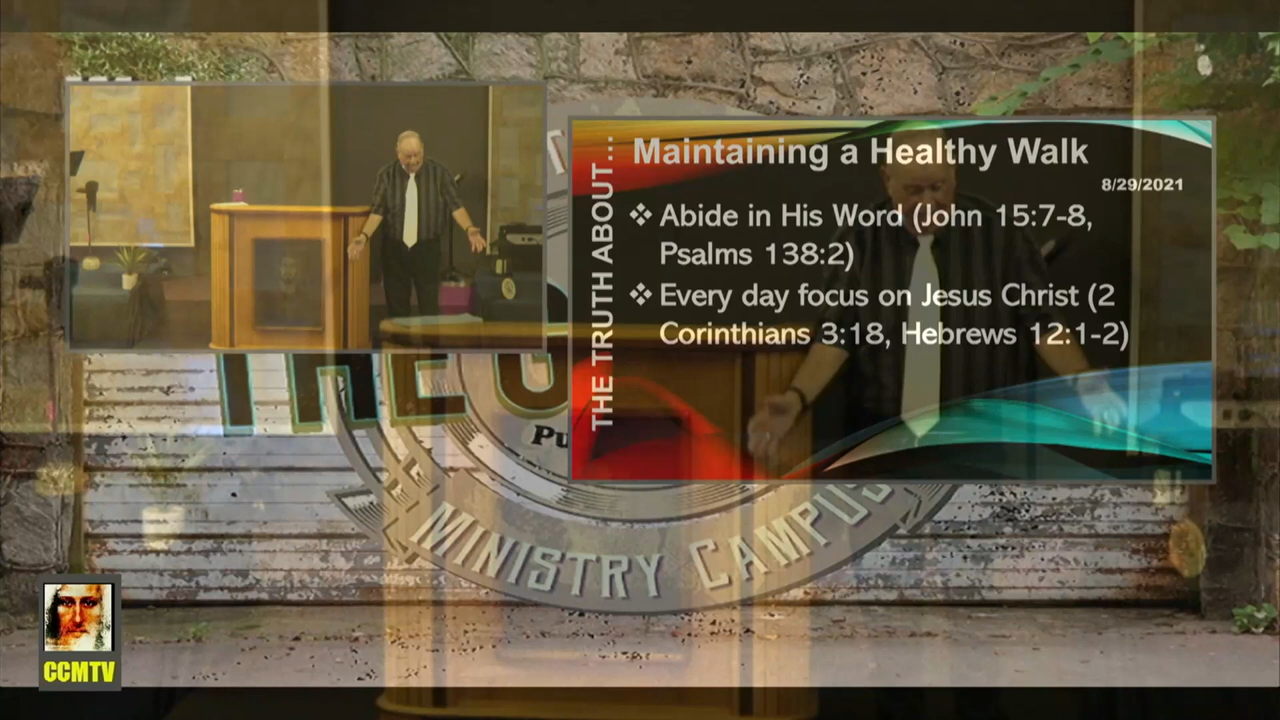 Maintaining a Healthy Walk
8/29/2021
THE TRUTH ABOUT...
❖ Abide in His Word (John 15:7-8,
Psalms 138:2)
❖ Every day focus on Jesus Christ (2
Corinthians 3:18, Hebrews 12:1-2)
THE
MINISTRY CAMPUS
CCMTV